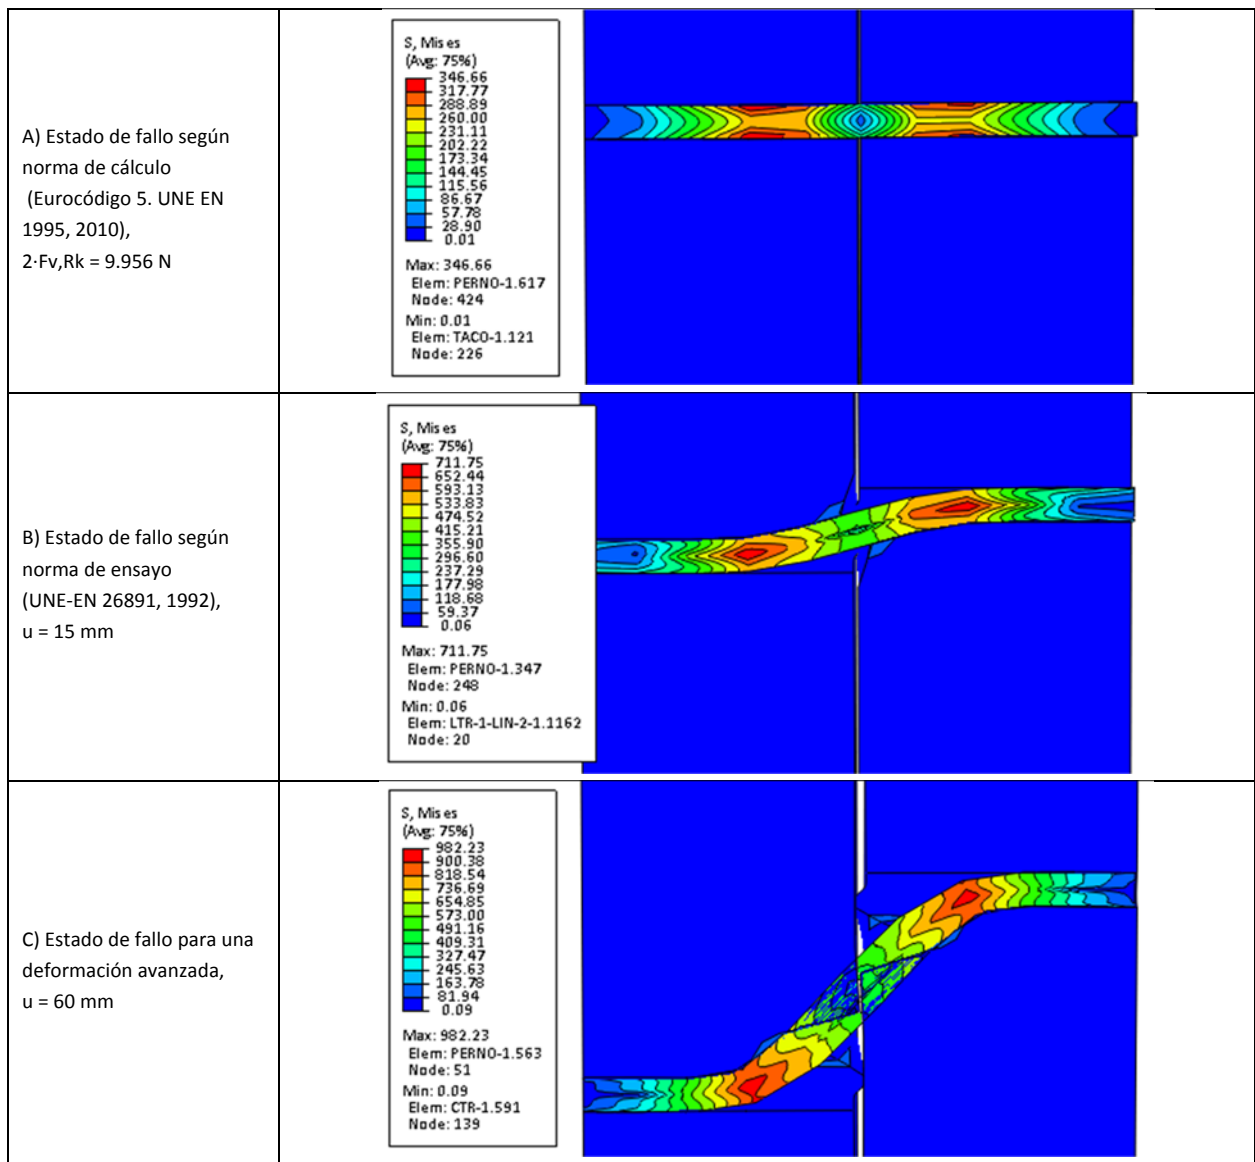 A) Estado de fallo según
norma de cálculo
(Eurocódigo 5. UNE EN
1995, 2010),
2·Fv,Rk = 9.956 N
S, Mises
(Avg: 75%)
346.66
317.77
288.89
260.00
231.11
202.22
173.34
144.45
115.56
86.67
57.78
28.90
0.01
Max: 346.66
Elem: PERNO-1.617
Node: 424
Min: 0.01
Elem: TACO-1.121
Node: 226
B) Estado de fallo según
norma de ensayo
(UNE-EN 26891, 1992),
u = 15 mm
S, Mises
(Avg: 75%)
711.75
652.44
593.13
533.83
474.52
415.21
355.90
296.60
237.29
177.98
118.68
59.37
0.06
Max: 711.75
Elem: PERNO-1.347
Node: 248
Min: 0.06
Elem: LTR-1-LIN-2-1.1162
Node: 20
C) Estado de fallo para una
deformación avanzada,
u = 60 mm
S, Mises
(Avg: 75%)
982.23
900.38
818.54
736.69
654.85
573.00
491.16
409.31
327.47
245.63
163.78
81.94
0.09
Max: 982.23
Elem: PERNO-1.563
Node: 51
Min: 0.09
Elem: CTR-1.591
Node: 139